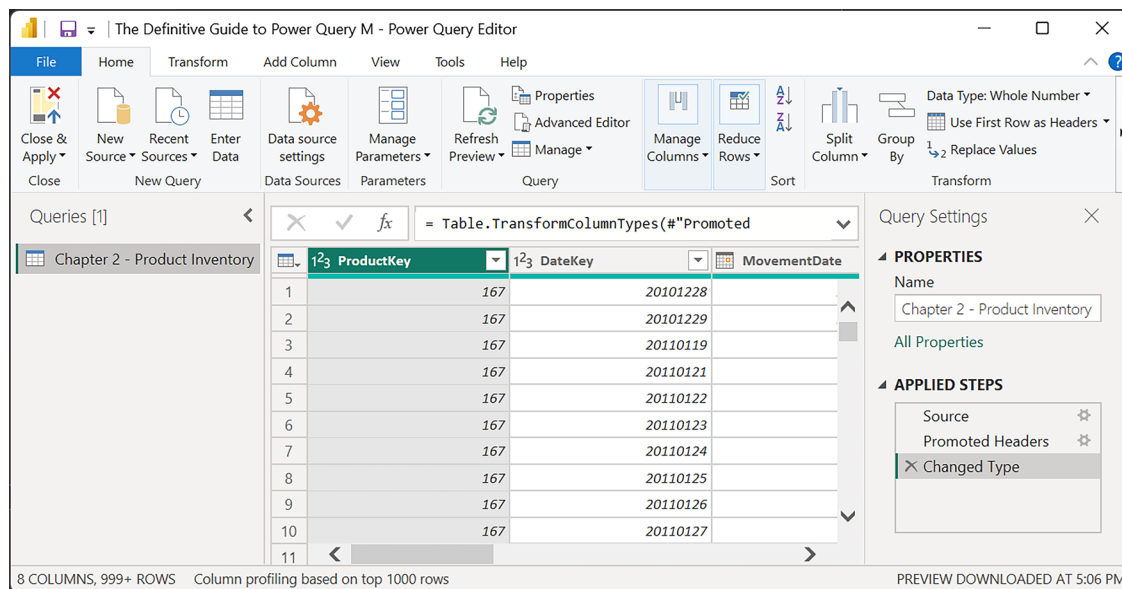 The Definitive Guide to Power Query M - Power Query Editor
File Home Transform Add Column View Tools Help
?
Close & Apply
Close
New Source
Recent Sources
Enter Data
New Query
Data source settings
Data Sources
Manage Parameters
Parameters
Refresh Preview
Properties
Advanced Editor
Manage
Query
Manage Columns
Reduce Rows
A
Z
Z
A
Sort
Split Column
Group By
Data Type: Whole Number
Use First Row as Headers
1
2 Replace Values
Transform
Queries [1]
Chapter 2 - Product Inventory
fx
= Table.TransformColumnTypes(#"Promoted
123 ProductKey 123 DateKey MovementDate
1 167 20101228
2 167 20101229
3 167 20110119
4 167 20110121
5 167 20110122
6 167 20110123
7 167 20110124
8 167 20110125
9 167 20110126
10 167 20110127
11
Query Settings
PROPERTIES
Name
Chapter 2 - Product Inventory
All Properties
APPLIED STEPS
Source
Promoted Headers
Changed Type
8 COLUMNS, 999+ ROWS Column profiling based on top 1000 rows
PREVIEW DOWNLOADED AT 5:06 PM